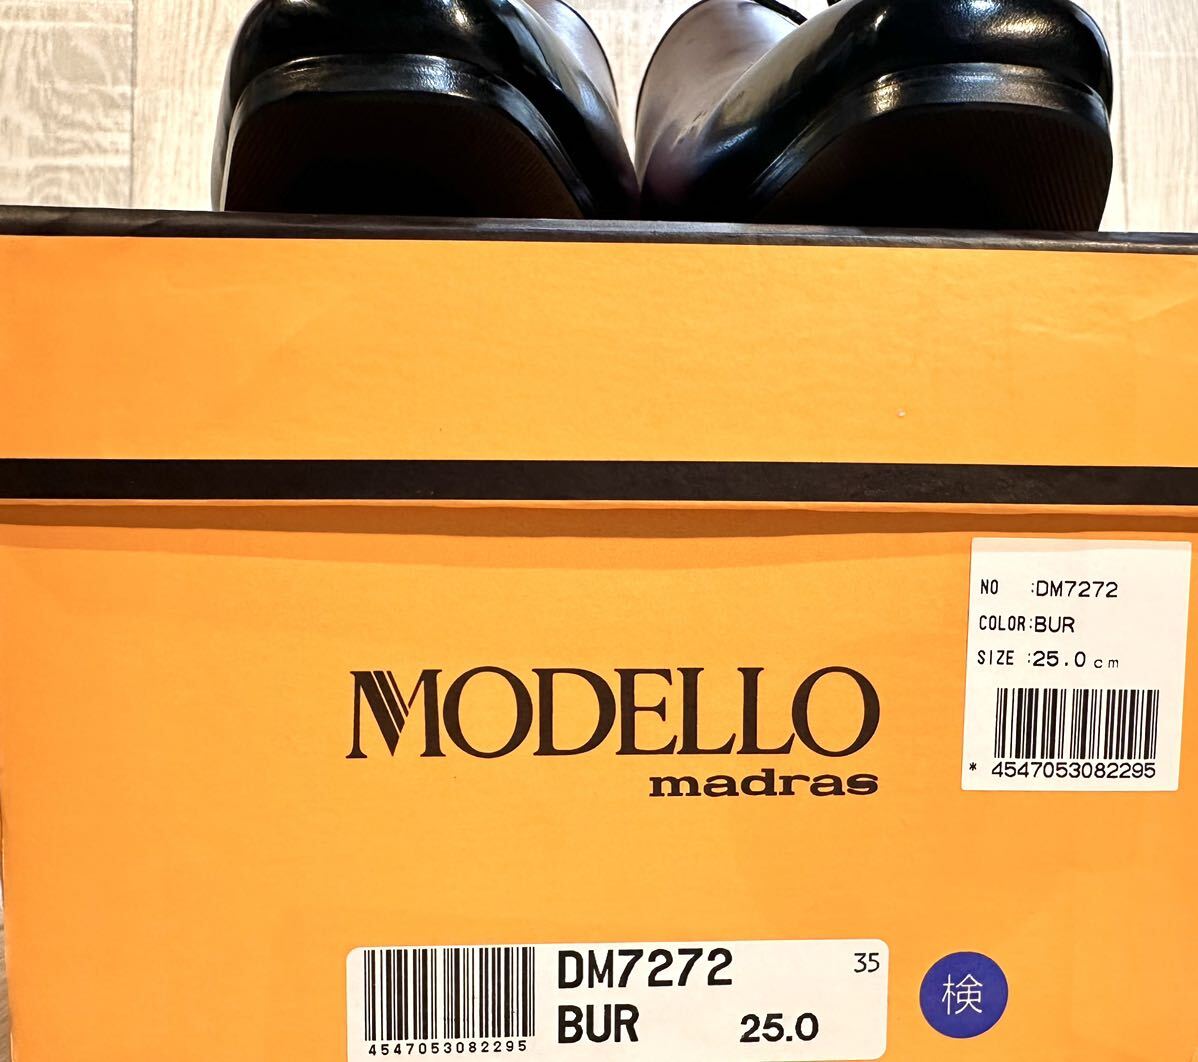 NO :DM7272
COLOR:BUR
SIZE :25.0cm
* 4547053082295
MODELLO
madras
DM7272
35
BUR 25.0
4547053082295
検